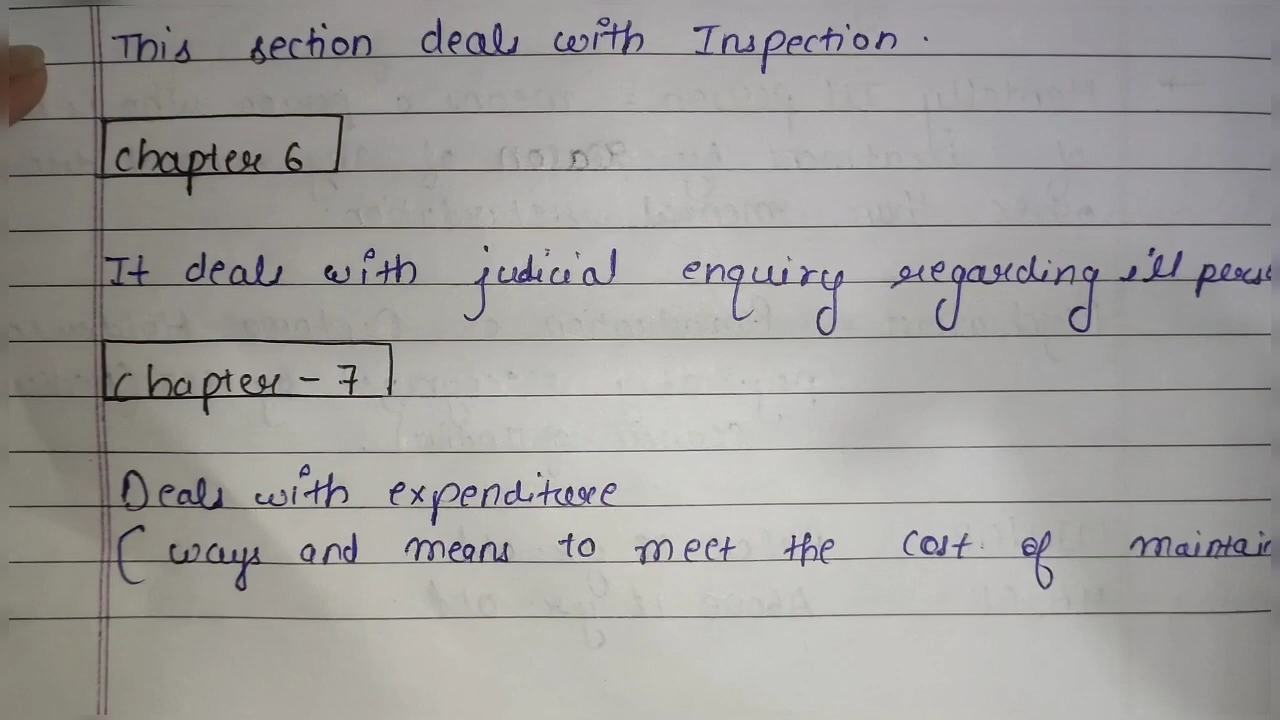 This section deals with Inspection.
Chapter 6
It deals with judicial enquiry regarding ill
Chapter - 7
Deals with expenditure
( ways and means to meet the cost of